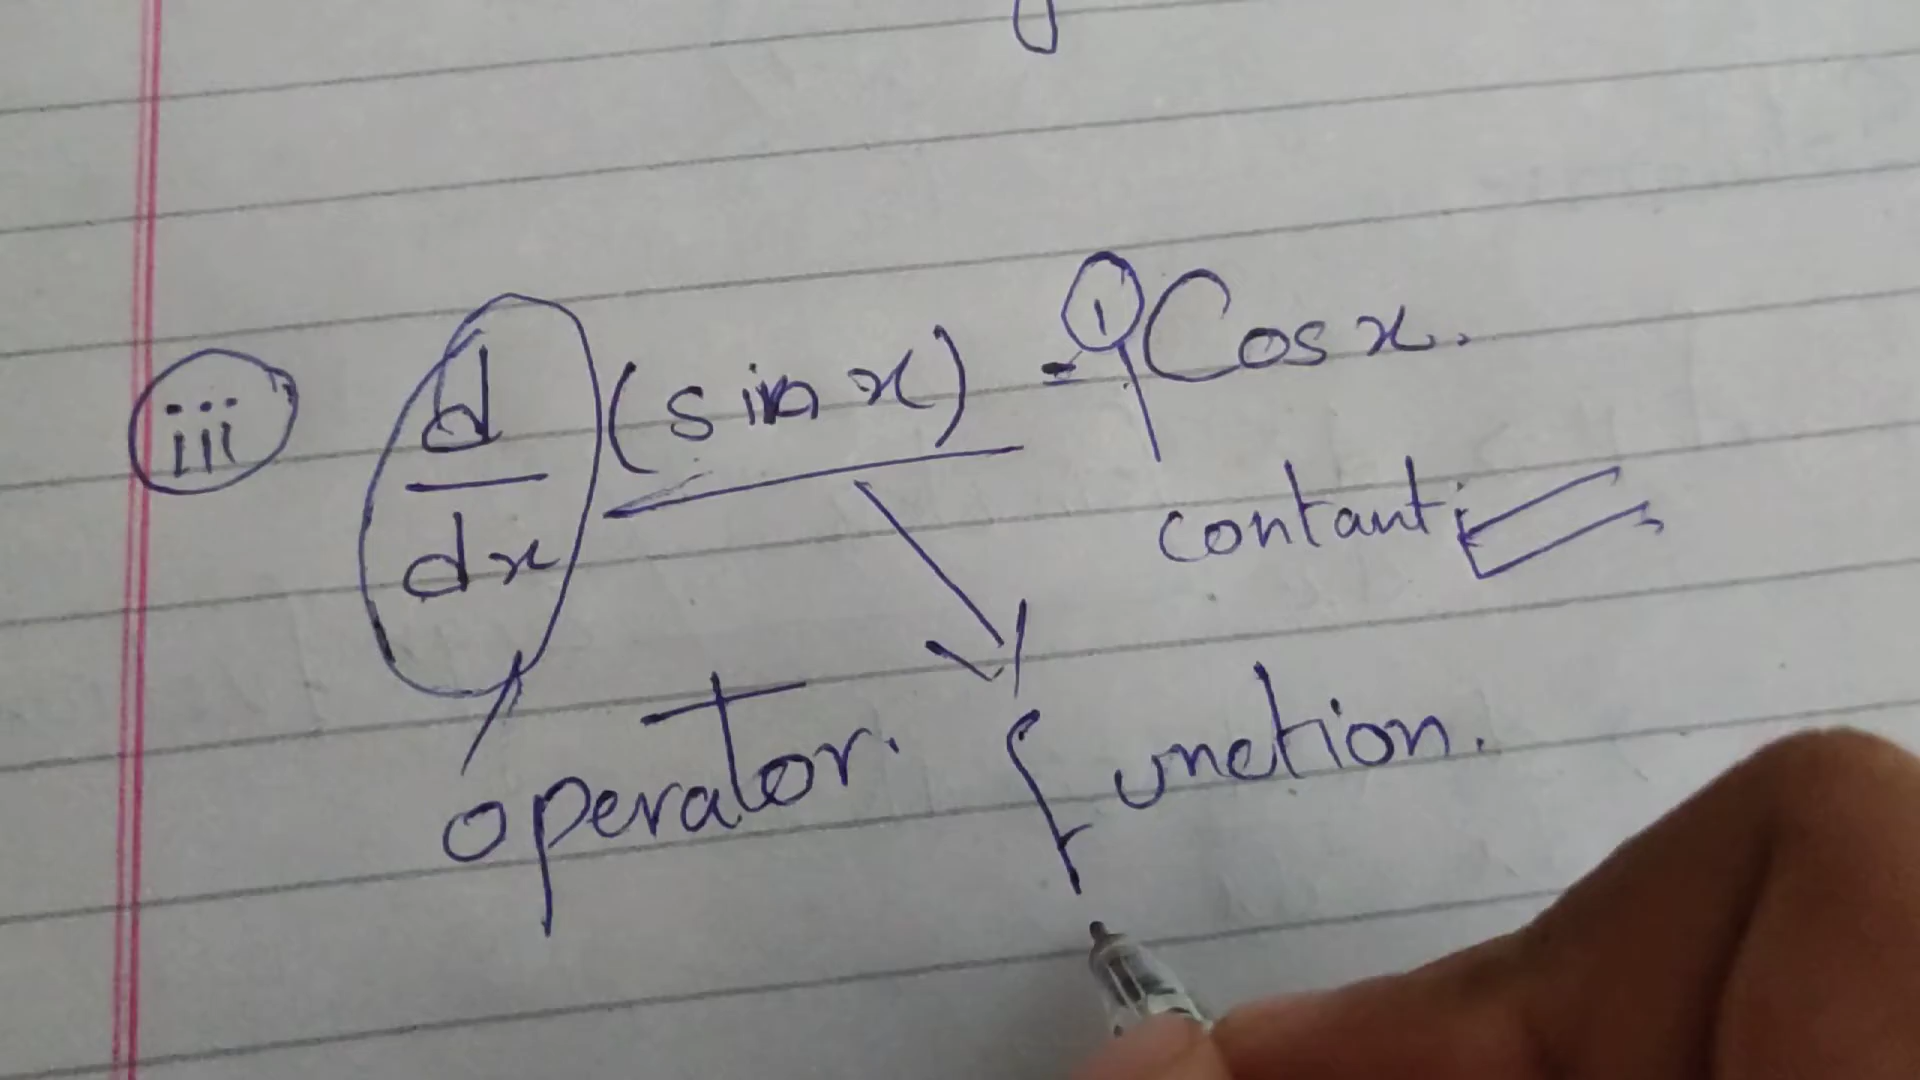 iii d/dx (sin x) = 1 Cos x.
contant
operator. function.